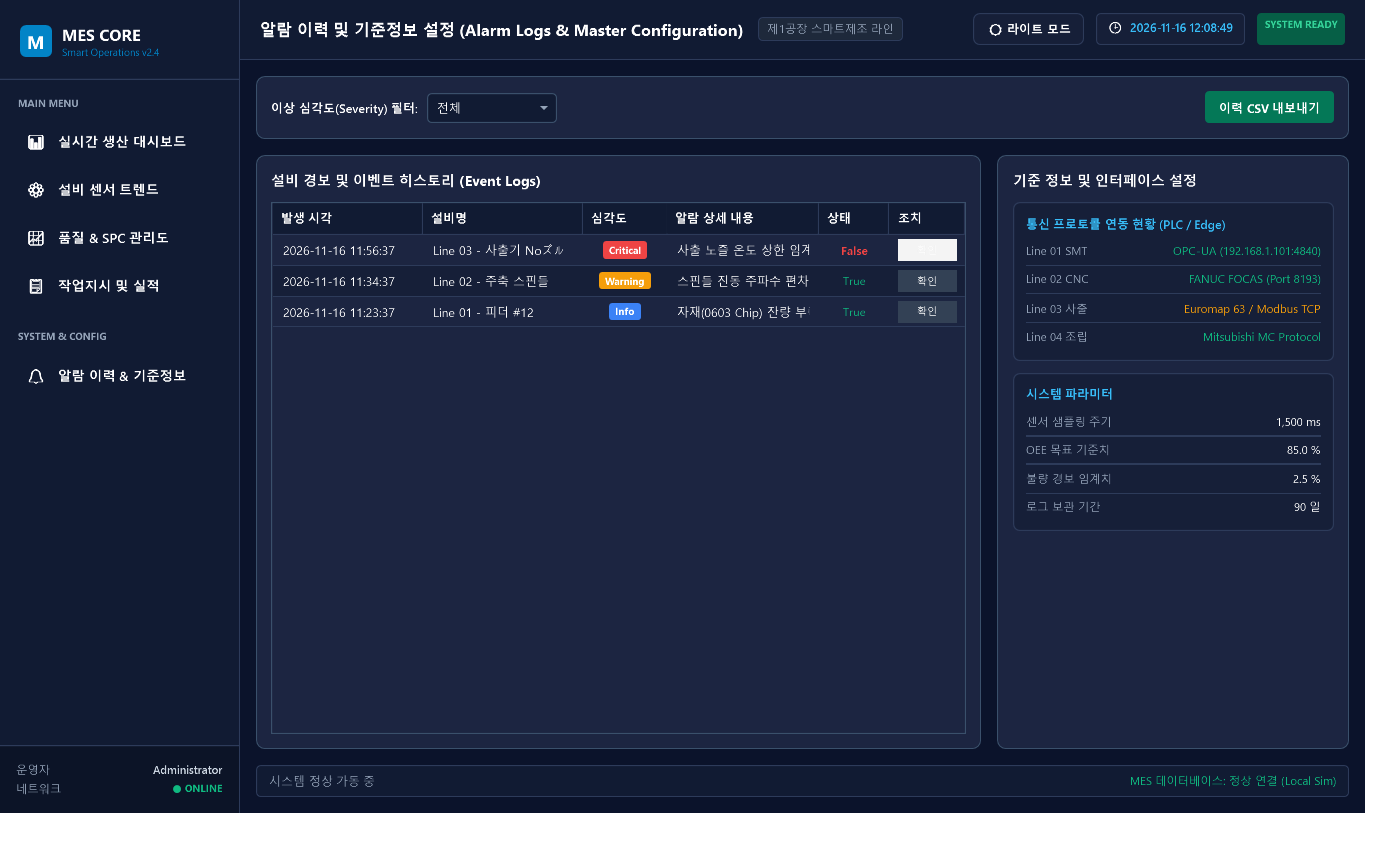 M
MES CORE
Smart Operations v2.4
MAIN MENU
실시간 생산 대시보드
설비 센서 트렌드
품질 & SPC 관리도
작업지시 및 실적
SYSTEM & CONFIG
알람 이력 & 기준정보
운영자 Administrator
네트워크 ONLINE
알람 이력 및 기준정보 설정 (Alarm Logs & Master Configuration)
제1공장 스마트제조 라인
라이트 모드
2026-11-16 12:08:49
SYSTEM READY
이상 심각도(Severity) 필터: 전체
이력 CSV 내보내기
설비 경보 및 이벤트 히스토리 (Event Logs)
발생 시각 설비명 심각도 알람 상세 내용 상태 조치
2026-11-16 11:56:37 Line 03 - 사출기 Noズル Critical 사출 노즐 온도 상한 임계 False
2026-11-16 11:34:37 Line 02 - 주축 스핀들 Warning 스핀들 진동 주파수 편차 True 확인
2026-11-16 11:23:37 Line 01 - 피더 #12 Info 자재(0603 Chip) 잔량 부 True 확인
기준 정보 및 인터페이스 설정
통신 프로토콜 연동 현황 (PLC / Edge)
Line 01 SMT OPC-UA (192.168.1.101:4840)
Line 02 CNC FANUC FOCAS (Port 8193)
Line 03 사출 Euromap 63 / Modbus TCP
Line 04 조립 Mitsubishi MC Protocol
시스템 파라미터
센서 샘플링 주기 1,500 ms
OEE 목표 기준치 85.0 %
불량 경보 임계치 2.5 %
로그 보관 기간 90 일
시스템 정상 가동 중
MES 데이터베이스: 정상 연결 (Local Sim)